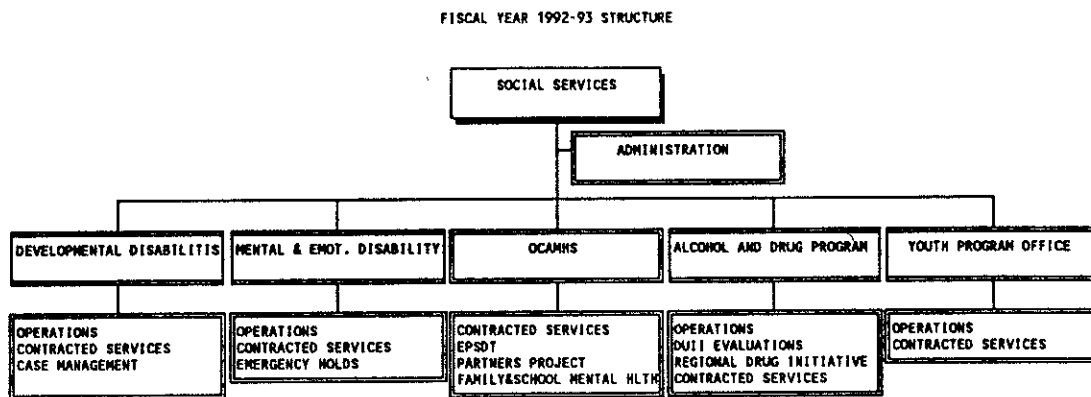 FISCAL YEAR 1992-93 STRUCTURE
SOCIAL SERVICES
ADMINISTRATION
DEVELOPMENTAL DISABILITIS
MENTAL & EMOT. DISABILITY
OCAMHS
ALCOHOL AND DRUG PROGRAM
YOUTH PROGRAM OFFICE
OPERATIONS
CONTRACTED SERVICES
CASE MANAGEMENT
OPERATIONS
CONTRACTED SERVICES
EMERGENCY HOLDS
CONTRACTED SERVICES
EPSDT
PARTNERS PROJECT
FAMILY&SCHOOL MENTAL HLTH
OPERATIONS
DUII EVALUATIONS
REGIONAL DRUG INITIATIVE
CONTRACTED SERVICES
OPERATIONS
CONTRACTED SERVICES